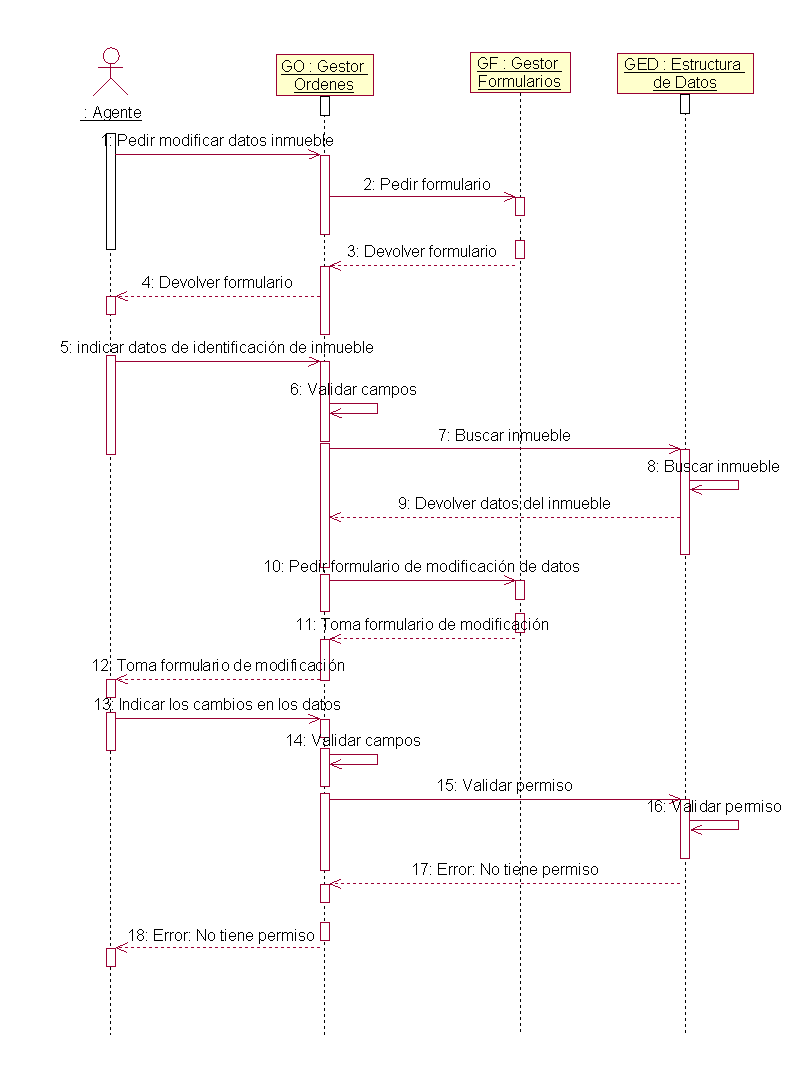 : Agente
GO : Gestor
Ordenes
GF : Gestor
Formularios
GED : Estructura
de Datos
1: Pedir modificar datos inmueble
2: Pedir formulario
3: Devolver formulario
4: Devolver formulario
5: indicar datos de identificación de inmueble
6: Validar campos
7: Buscar inmueble
8: Buscar inmueble
9: Devolver datos del inmueble
10: Pedir formulario de modificación de datos
11: Toma formulario de modificación
12: Toma formulario de modificación
13: Indicar los cambios en los datos
14: Validar campos
15: Validar permiso
16: Validar permiso
17: Error: No tiene permiso
18: Error: No tiene permiso